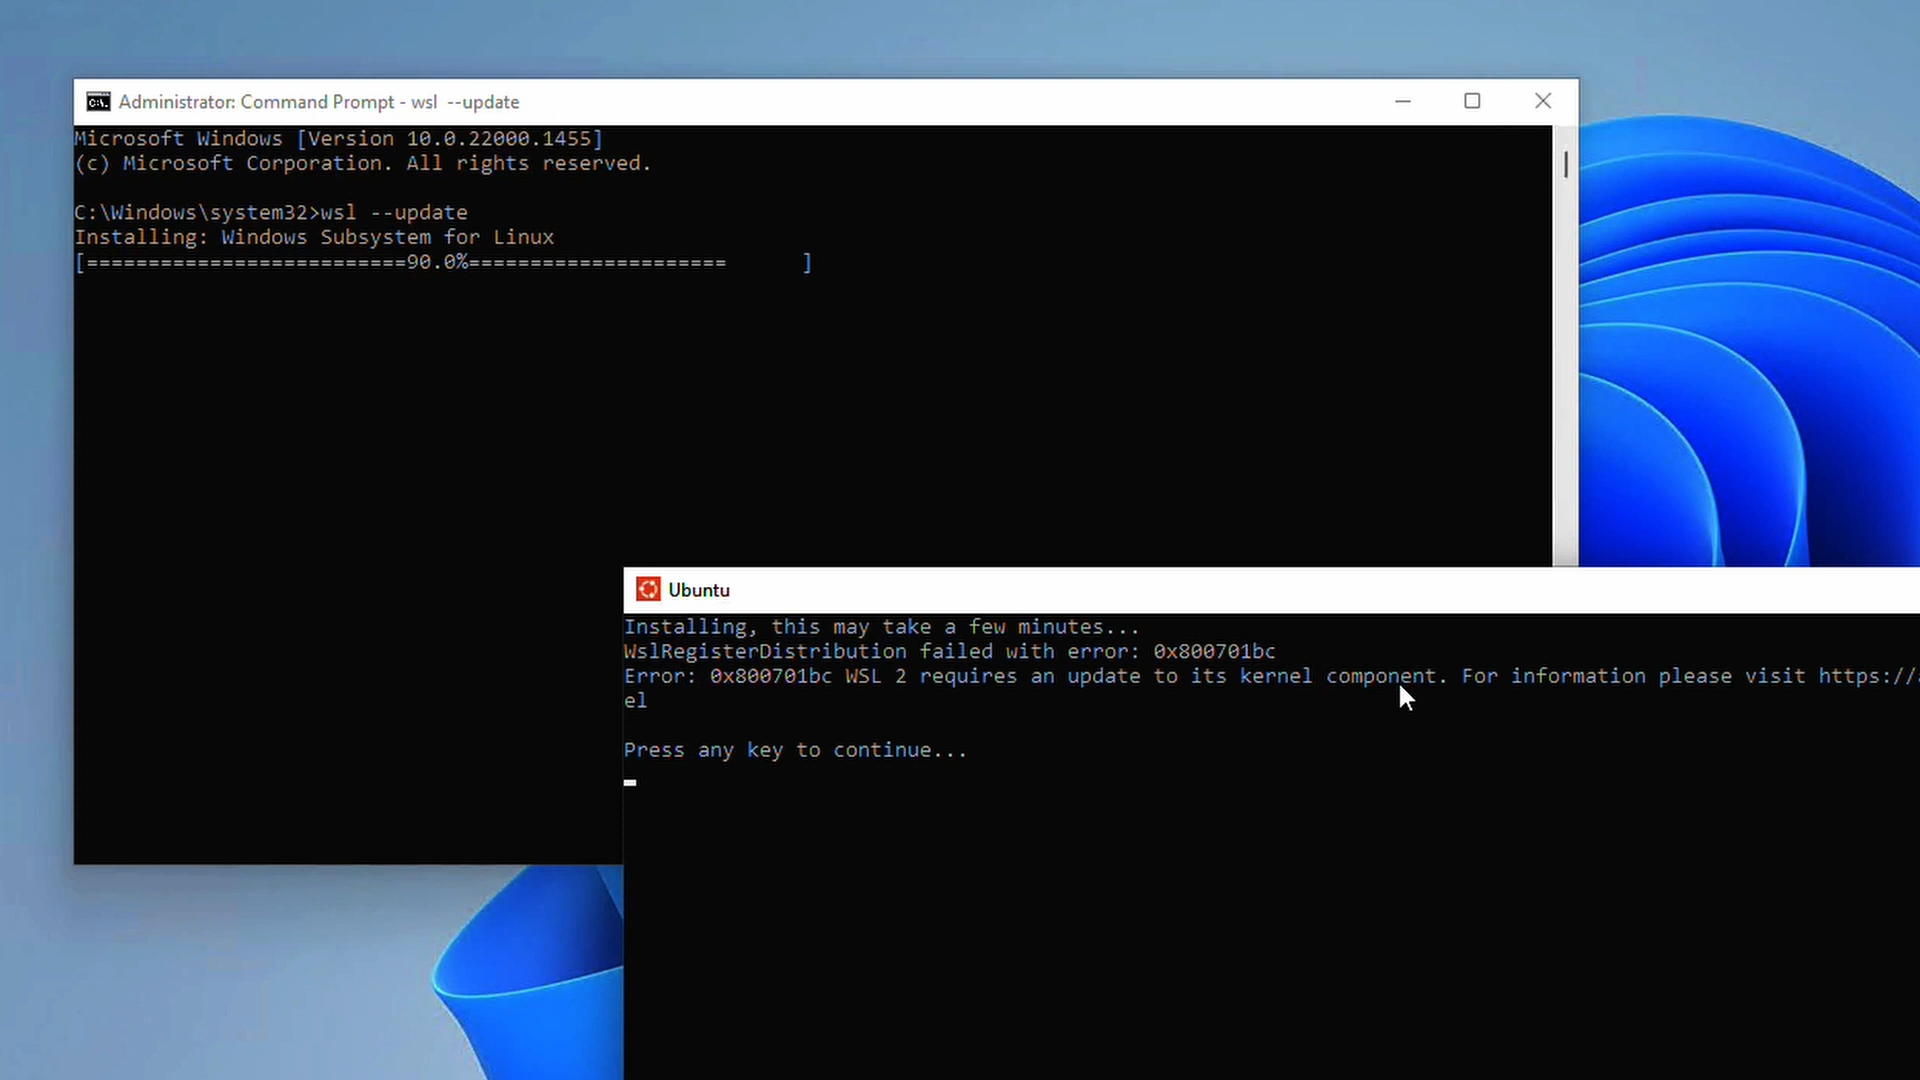 Administrator: Command Prompt - wsl  --update
Microsoft Windows [Version 10.0.22000.1455]
(c) Microsoft Corporation. All rights reserved.
C:\Windows\system32>wsl --update
Installing: Windows Subsystem for Linux
[==========================90.0%=====================      ]
Ubuntu
Installing, this may take a few minutes...
WslRegisterDistribution failed with error: 0x800701bc
Error: 0x800701bc WSL 2 requires an update to its kernel component. For information please visit https://
el
Press any key to continue...